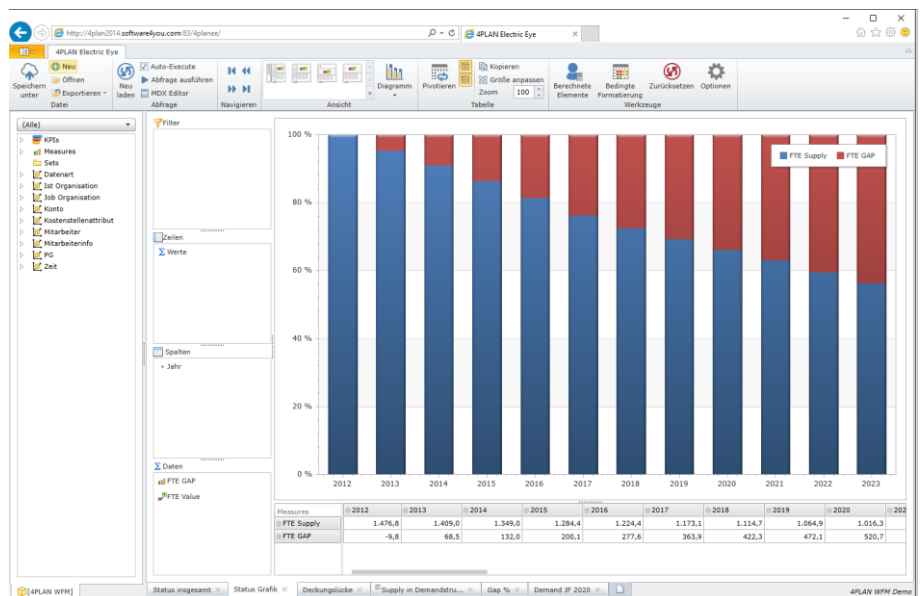 http://4plan2014.software4you.com:83/4planee/
4PLAN Electric Eye
4PLAN Electric Eye
Speichern unter
Neu
Öffnen
Exportieren
Datei
Neu laden
Auto-Execute
Abfrage ausführen
MDX Editor
Abfrage
Navigieren
Ansicht
Diagramm
Pivotieren
Kopieren
Größe anpassen
Zoom 100
Tabelle
Berechnete Elemente
Bedingte Formatierung
Zurücksetzen
Optionen
Werkzeuge
(Alle)
KPIs
Measures
Sets
Datenart
Ist Organisation
Job Organisation
Konto
Kostenstellenattribut
Mitarbeiter
Mitarbeiterinfo
PG
Zeit
[4PLAN WFM]
Filter
Zeilen
Σ Werte
Spalten
Jahr
Σ Daten
FTE GAP
FTE Value
100 %
80 %
60 %
40 %
20 %
0 %
FTE Supply FTE GAP
2012 2013 2014 2015 2016 2017 2018 2019 2020 2021 2022 2023
Measures 2012 2013 2014 2015 2016 2017 2018 2019 2020 202
FTE Supply 1.476,8 1.409,0 1.349,0 1.284,4 1.224,4 1.173,1 1.114,7 1.064,9 1.016,3
FTE GAP -9,8 68,5 132,0 200,1 277,6 363,9 422,3 472,1 520,7
Status insgesamt Status Grafik Deckungslücke Supply in Demandstru... Gap % Demand JF 2020
4PLAN WFM Demo